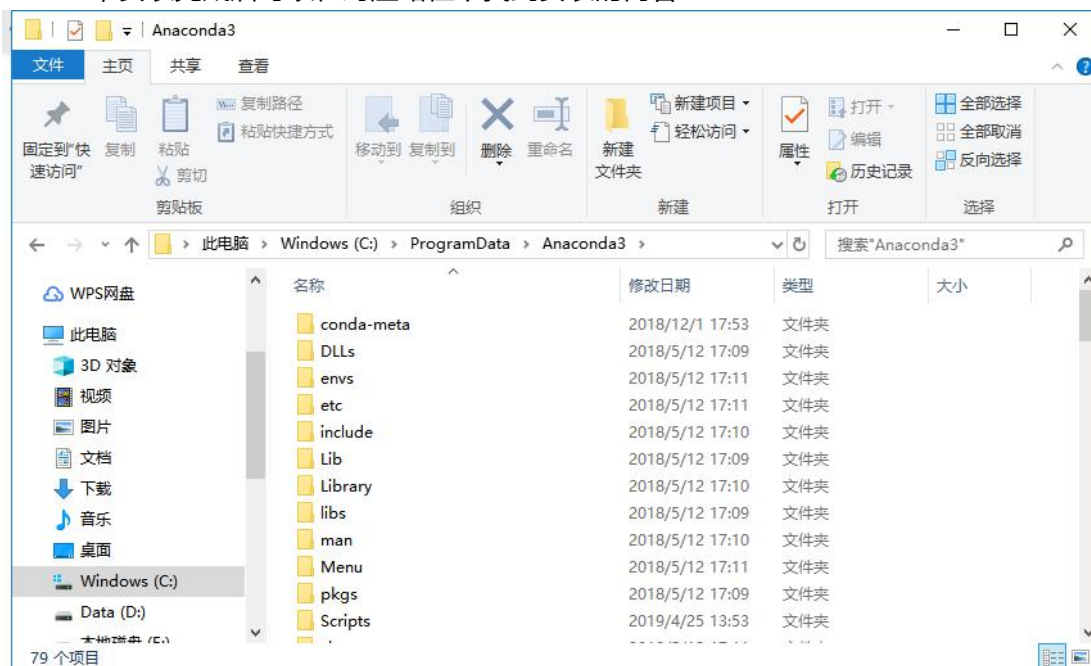 Anaconda3
文件 主页 共享 查看
固定到"快速访问"
复制
粘贴
复制路径
粘贴快捷方式
剪切
剪贴板
移动到 复制到 删除 重命名
组织
新建文件夹
新建项目
轻松访问
新建
属性
打开
编辑
历史记录
打开
全部选择
全部取消
反向选择
选择
此电脑 > Windows (C:) > ProgramData > Anaconda3 >
搜索"Anaconda3"
WPS网盘
此电脑
3D 对象
视频
图片
文档
下载
音乐
桌面
Windows (C:)
Data (D:)
名称 修改日期 类型 大小
conda-meta 2018/12/1 17:53 文件夹
DLLs 2018/5/12 17:09 文件夹
envs 2018/5/12 17:11 文件夹
etc 2018/5/12 17:11 文件夹
include 2018/5/12 17:10 文件夹
Lib 2018/5/12 17:09 文件夹
Library 2018/5/12 17:10 文件夹
libs 2018/5/12 17:09 文件夹
man 2018/5/12 17:10 文件夹
Menu 2018/5/12 17:11 文件夹
pkgs 2018/5/12 17:09 文件夹
Scripts 2019/4/25 13:53 文件夹
79 个项目